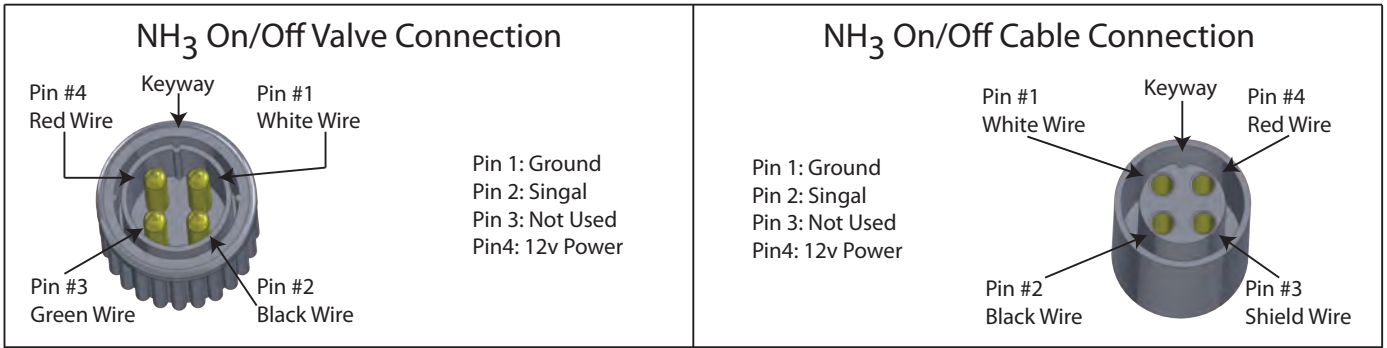 NH3 On/Off Valve Connection
Pin #4
Red Wire
Keyway
Pin #1
White Wire
Pin 1: Ground
Pin 2: Singal
Pin 3: Not Used
Pin4: 12v Power
Pin #3
Green Wire
Pin #2
Black Wire
NH3 On/Off Cable Connection
Pin #1
White Wire
Keyway
Pin #4
Red Wire
Pin 1: Ground
Pin 2: Singal
Pin 3: Not Used
Pin4: 12v Power
Pin #2
Black Wire
Pin #3
Shield Wire